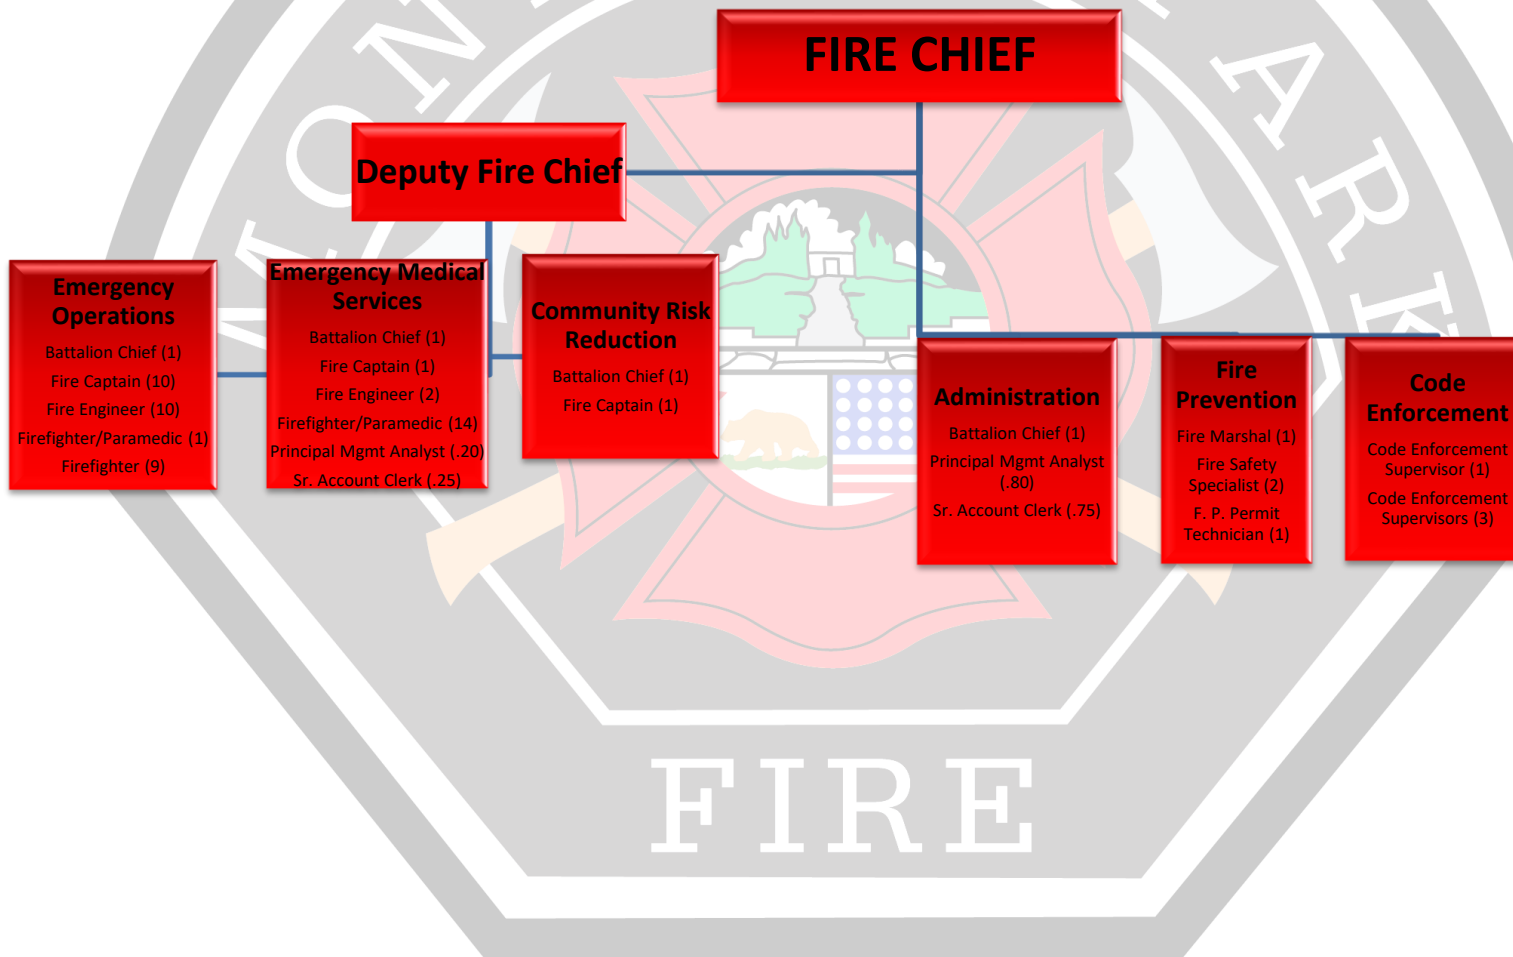 FIRE CHIEF
Deputy Fire Chief
Emergency
Operations
Battalion Chief (1)
Fire Captain (10)
Fire Engineer (10)
Firefighter/Paramedic (1)
Firefighter (9)
Emergency Medical
Services
Battalion Chief (1)
Fire Captain (1)
Fire Engineer (2)
Firefighter/Paramedic (14)
Principal Mgmt Analyst (.20)
Sr. Account Clerk (.25)
Community Risk
Reduction
Battalion Chief (1)
Fire Captain (1)
Administration
Battalion Chief (1)
Principal Mgmt Analyst
(.80)
Sr. Account Clerk (.75)
Fire
Prevention
Fire Marshal (1)
Fire Safety
Specialist (2)
F. P. Permit
Technician (1)
Code
Enforcement
Code Enforcement
Supervisor (1)
Code Enforcement
Supervisors (3)
FIRE